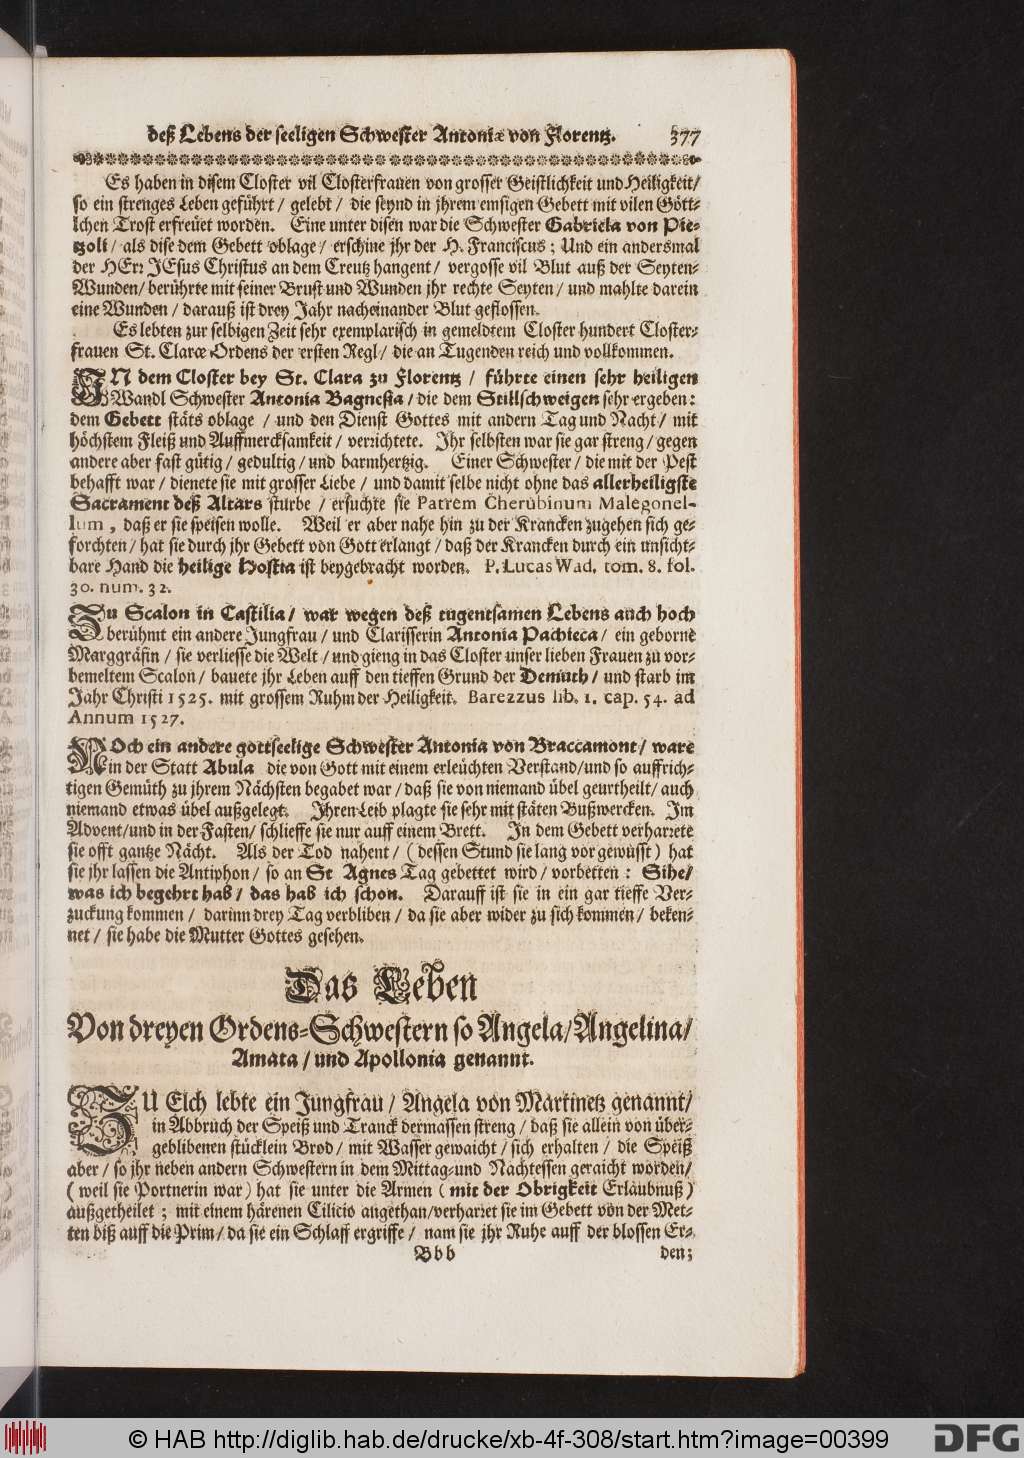 deß Lebens der seeligen Schwester Antoniæ von Florentz. 377
Es haben in disem Closter vil Closterfrauen von grosser Geistlichkeit und Heiligkeit/
so ein strenges Leben geführt / gelebt / die seynd in jhrem emsigen Gebett mit vilen Gött-
lchen Trost erfreuet worden. Eine unter disen war die Schwester Gabriela von Pie-
tzoli / als dise dem Gebett oblage / erschine jhr der H. Franciscus; Und ein andersmal
der HErr JEsus Christus an dem Creutz hangent / vergosse vil Blut auß der Seyten-
Wunden / berührte mit seiner Brust und Wunden jhr rechte Seyten / und mahlte darein
eine Wunden / darauß ist drey Jahr nacheinander Blut geflossen.
Es lebten zur selbigen Zeit sehr exemplarisch in gemeldtem Closter hundert Closter-
frauen St. Claræ Ordens der ersten Regl / die an Tugenden reich und vollkommen.
IN dem Closter bey St. Clara zu Florentz / führte einen sehr heiligen
Wandl Schwester Antonia Bagnesia / die dem Stillschweigen sehr ergeben:
dem Gebett stäts oblage / und den Dienst Gottes mit andern Tag und Nacht / mit
höchstem Fleiß und Auffmercksamkeit / verrichtete. Ihr selbsten war sie gar streng / gegen
andere aber fast gütig / gedultig / und barmhertzig. Einer Schwester / die mit der Pest
behafft war / dienete sie mit grosser Liebe / und damit selbe nicht ohne das allerheiligste
Sacrament deß Altars sturbe / ersuchte sie Patrem Cherubinum Malegonel-
lum, daß er sie speisen wolle. Weil er aber nahe hin zu der Krancken zugehen sich ge-
forchten / hat sie durch jhr Gebett von Gott erlangt / daß der Krancken durch ein unsicht-
bare Hand die heilige Hostia ist beygebracht worden. P. Lucas Wad. tom. 8. fol.
30. num. 32.
Zu Scalon in Castilia / war wegen deß tugentsamen Lebens auch hoch
berühmt ein andere Jungfrau / und Clarisserin Antonia Pachieca / ein geborne
Marggräfin / sie verliesse die Welt / und gieng in das Closter unser lieben Frauen zu vor-
bemeltem Scalon / bauete jhr Leben auff den tieffen Grund der Demuth / und starb im
Jahr Christi 1525. mit grossem Ruhm der Heiligkeit. Barezzus lib. 1. cap. 54. ad
Annum 1527.
NOch ein andere gottseelige Schwester Antonia von Braccamont / ware
in der Statt Abula die von Gott mit einem erleüchten Verstand / und so auffrich-
tigen Gemüth zu jhrem Nächsten begabet war / daß sie von niemand übel geurtheilt / auch
niemand etwas übel außgelegt. Ihren Leib plagte sie sehr mit stäten Bußwercken. Im
Advent / und in der Fasten / schlieffe sie nur auff einem Brett. In dem Gebett verharrete
sie offt gantze Nächt. Als der Tod nahent / (dessen Stund sie lang vor gewüsst) hat
sie jhr lassen die Antiphon / so an St Agnes Tag gebettet wird / vorbetten: Sihe /
was ich begehrt hab / das hab ich schon. Darauff ist sie in ein gar tieffe Ver-
zuckung kommen / darinn drey Tag verbliben / da sie aber wider zu sich kommen / beken-
net / sie habe die Mutter Gottes gesehen.
Das Leben
Von dreyen Ordens-Schwestern so Angela / Angelina /
Amata / und Apollonia genannt.
ZU Elch lebte ein Jungfrau / Angela von Martinetz genannt /
in Abbruch der Speiß und Tranck dermassen streng / daß sie allein von über-
geblibenen stücklein Brod / mit Wasser gewaicht / sich erhalten / die Speiß
aber / so jhr neben andern Schwestern in dem Mittag- und Nachtessen geraicht worden /
(weil sie Portnerin war) hat sie unter die Armen (mit der Obrigkeit Erlaubnuß)
außgetheilet; mit einem härenen Cilicio angethan / verharret sie im Gebett von der Met-
ten biß auff die Prim / da sie ein Schlaff ergriffe / nam sie jhr Ruhe auff der blossen Er-
Bbb den;
© HAB http://diglib.hab.de/drucke/xb-4f-308/start.htm?image=00399
DFG